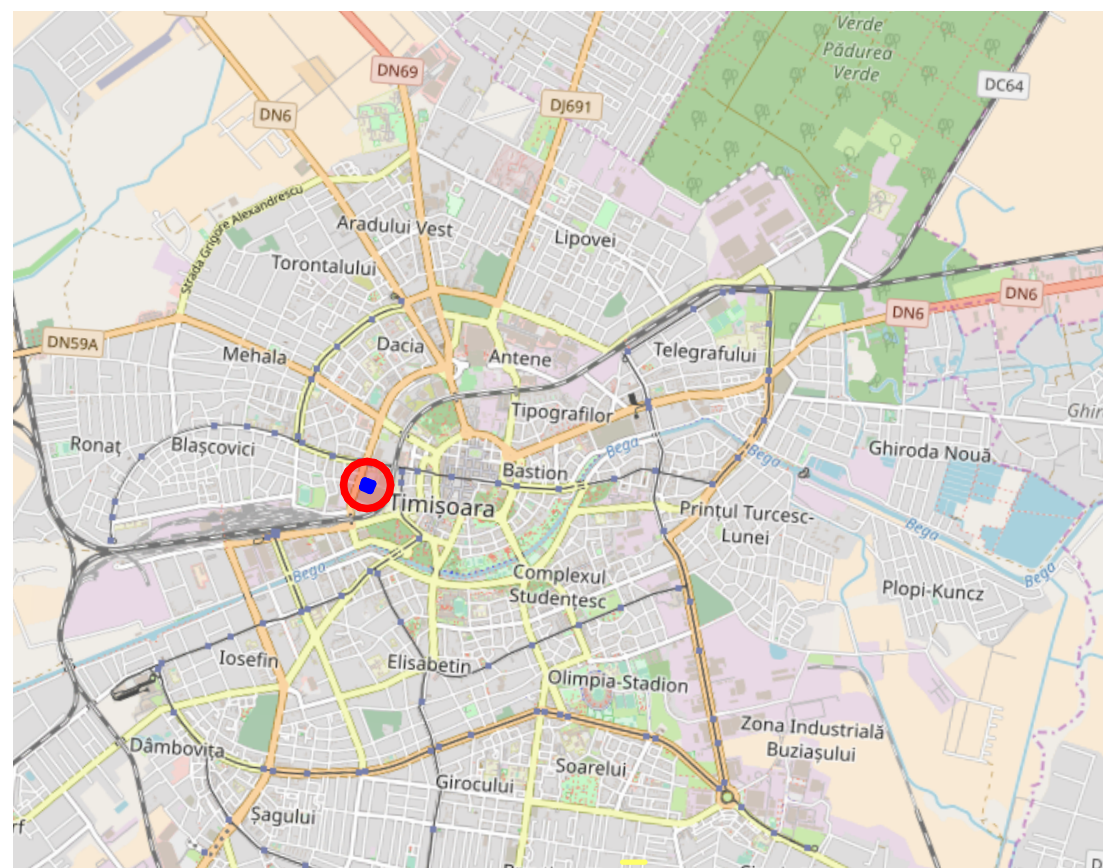 Verde
Pădurea
Verde
DN69
DC64
DJ691
DN6
Strada Grigore Alexandrescu
Aradului Vest
Lipovei
Torontalului
DN6
DN6
DN59A
Mehala
Dacia
Antene
Telegrafului
Tipografilor
Ronaț
Blașcovici
Bega
Bastion
Bega
Ghiroda Nouă
Timișoara
Prințul Turcesc-
Lunei
Bega
Bega
Bega
Complexul
Studențesc
Plopi-Kuncz
Iosefin
Elisabetin
Olimpia-Stadion
Dâmbovița
Zona Industrială
Buziașului
Soarelui
Girocului
Șagului